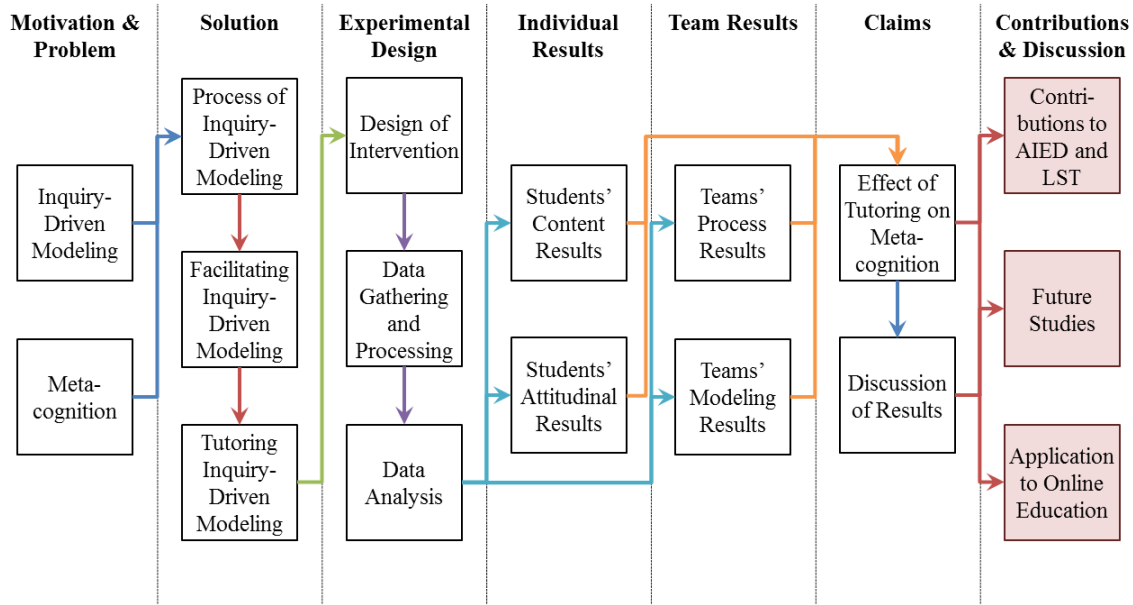 Motivation &
Problem
Solution
Experimental
Design
Individual
Results
Team Results
Claims
Contributions
& Discussion
Inquiry-
Driven
Modeling
Meta-
cognition
Process of
Inquiry-
Driven
Modeling
Facilitating
Inquiry-
Driven
Modeling
Tutoring
Inquiry-
Driven
Modeling
Design of
Intervention
Data
Gathering
and
Processing
Data
Analysis
Students’
Content
Results
Students’
Attitudinal
Results
Teams’
Process
Results
Teams’
Modeling
Results
Effect of
Tutoring on
Meta-
cognition
Discussion
of Results
Contri-
butions to
AIED and
LST
Future
Studies
Application
to Online
Education